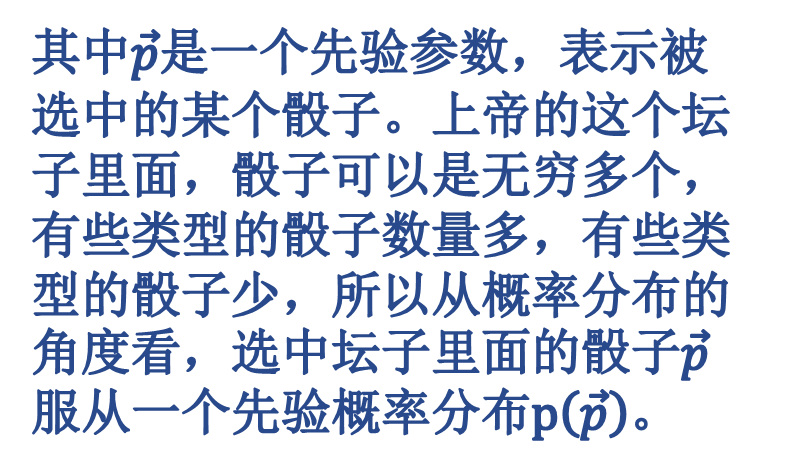 其中p⃗是一个先验参数，表示被
选中的某个骰子。上帝的这个坛
子里面，骰子可以是无穷多个，
有些类型的骰子数量多，有些类
型的骰子少，所以从概率分布的
角度看，选中坛子里面的骰子p⃗
服从一个先验概率分布p(p⃗)。